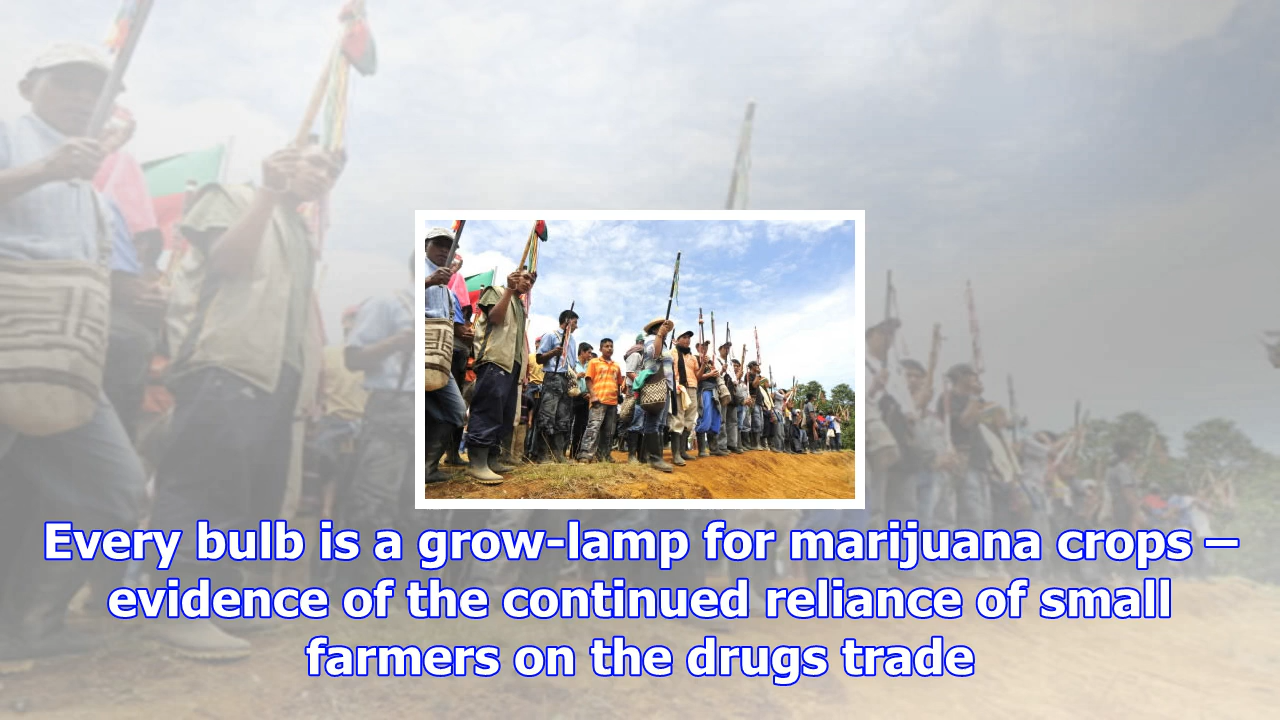 Every bulb is a grow-lamp for marijuana crops –
evidence of the continued reliance of small
farmers on the drugs trade